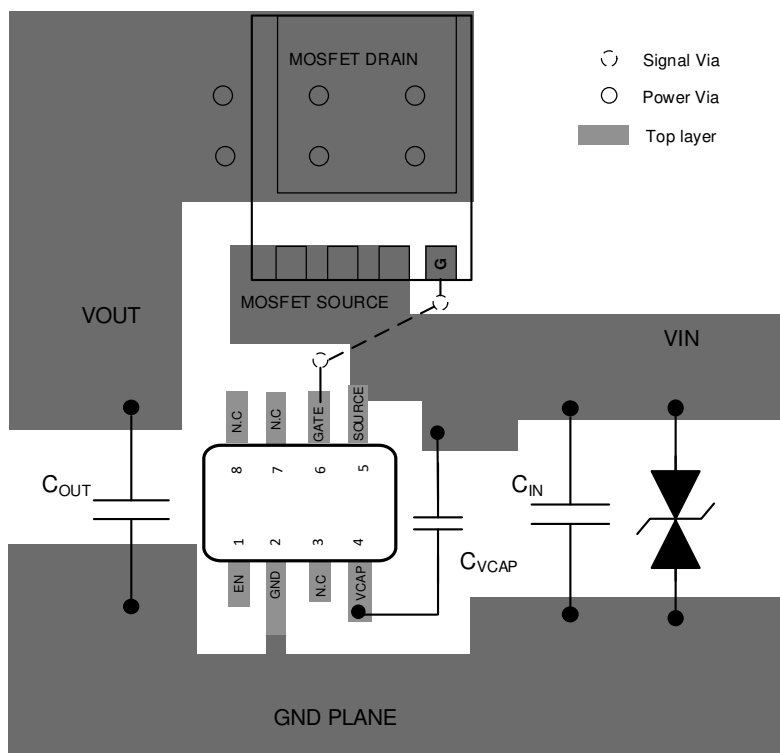 MOSFET DRAIN
Signal Via
Power Via
Top layer
G
MOSFET SOURCE
VOUT
VIN
N.C
N.C
GATE
SOURCE
8
7
6
5
COUT
CIN
1
2
3
4
CVCAP
EN
GND
N.C
VCAP
GND PLANE